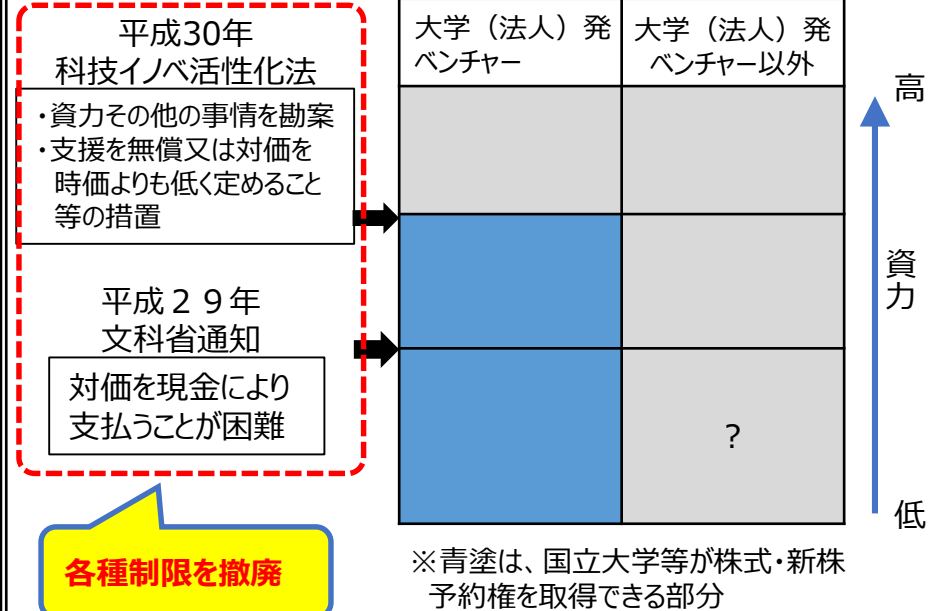 平成30年
科技イノベ活性化法
・資力その他の事情を勘案
・支援を無償又は対価を
時価よりも低く定めること
等の措置
平成２９年
文科省通知
対価を現金により
支払うことが困難
各種制限を撤廃
大学（法人）発
ベンチャー
大学（法人）発
ベンチャー以外
?
高
資
力
低
※青塗は、国立大学等が株式・新株
予約権を取得できる部分